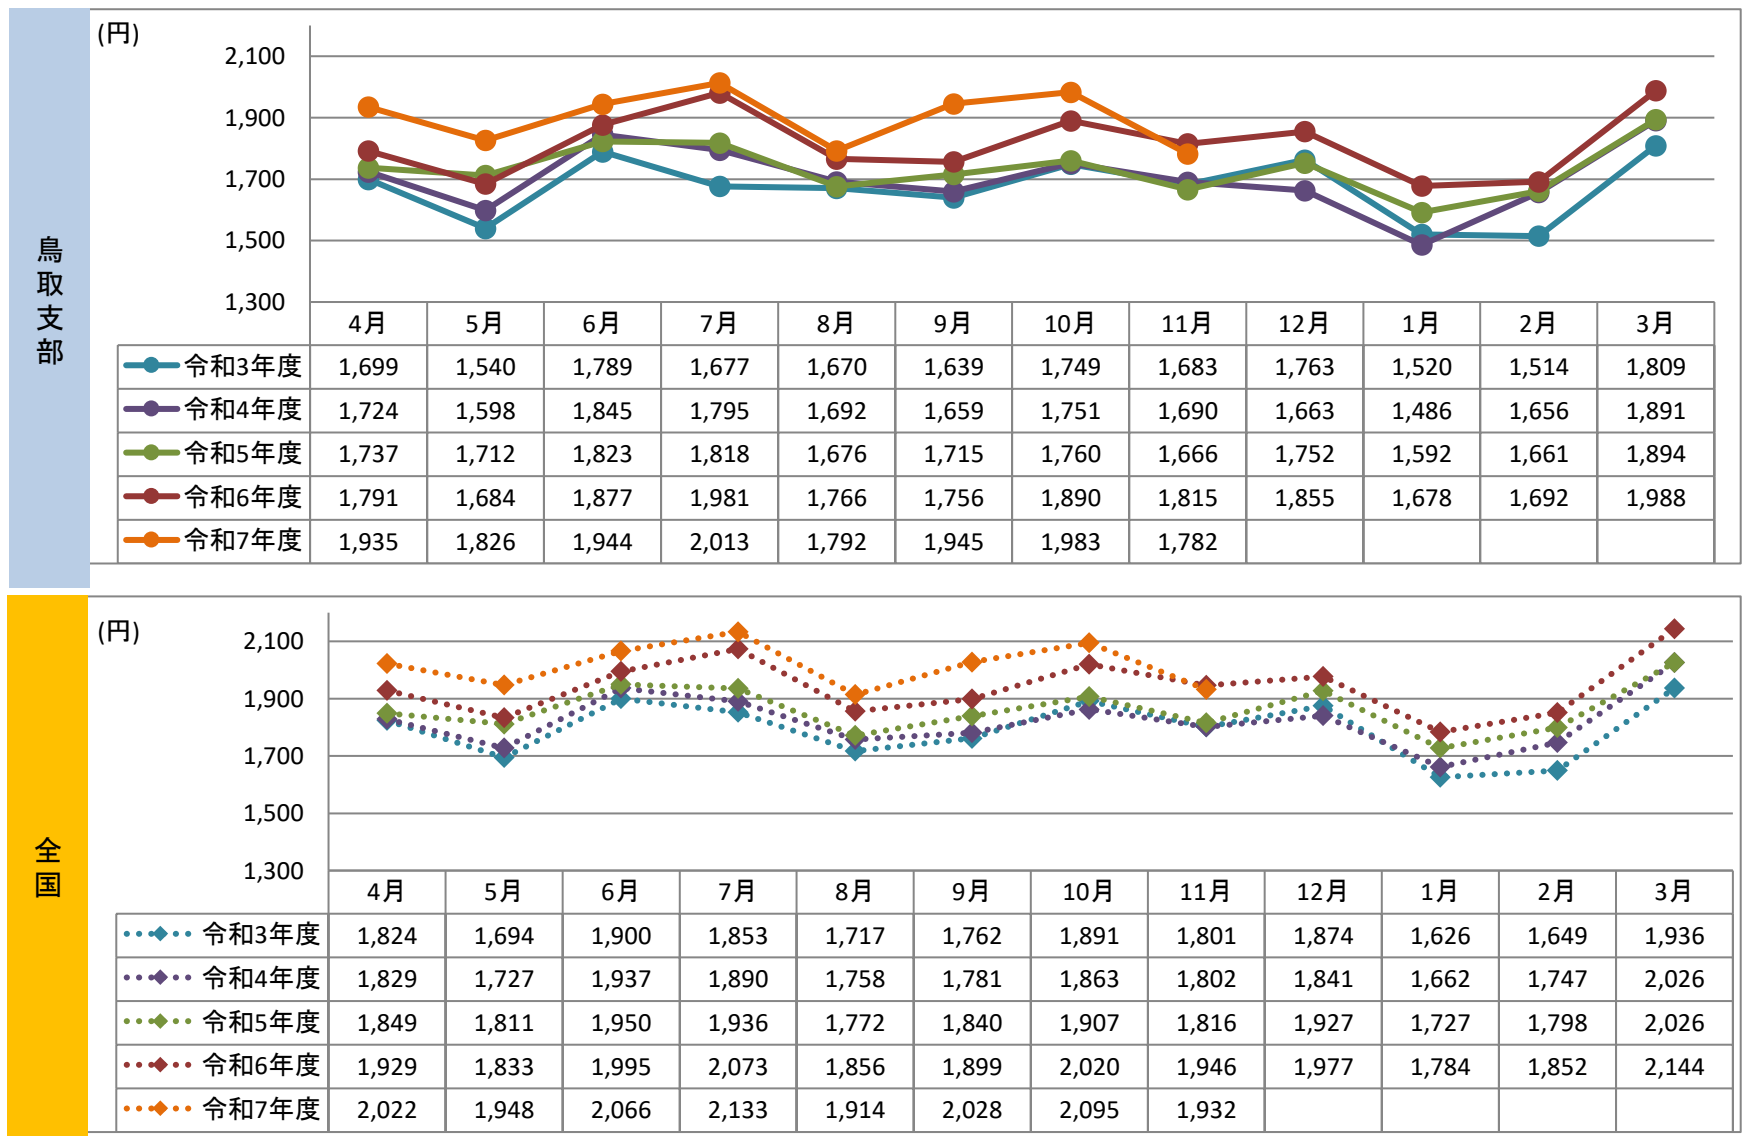 鳥取支部
(円)
2,100
1,900
1,700
1,500
1,300
4月 5月 6月 7月 8月 9月 10月 11月 12月 1月 2月 3月
令和3年度 1,699 1,540 1,789 1,677 1,670 1,639 1,749 1,683 1,763 1,520 1,514 1,809
令和4年度 1,724 1,598 1,845 1,795 1,692 1,659 1,751 1,690 1,663 1,486 1,656 1,891
令和5年度 1,737 1,712 1,823 1,818 1,676 1,715 1,760 1,666 1,752 1,592 1,661 1,894
令和6年度 1,791 1,684 1,877 1,981 1,766 1,756 1,890 1,815 1,855 1,678 1,692 1,988
令和7年度 1,935 1,826 1,944 2,013 1,792 1,945 1,983 1,782
全国
(円)
2,100
1,900
1,700
1,500
1,300
4月 5月 6月 7月 8月 9月 10月 11月 12月 1月 2月 3月
令和3年度 1,824 1,694 1,900 1,853 1,717 1,762 1,891 1,801 1,874 1,626 1,649 1,936
令和4年度 1,829 1,727 1,937 1,890 1,758 1,781 1,863 1,802 1,841 1,662 1,747 2,026
令和5年度 1,849 1,811 1,950 1,936 1,772 1,840 1,907 1,816 1,927 1,727 1,798 2,026
令和6年度 1,929 1,833 1,995 2,073 1,856 1,899 2,020 1,946 1,977 1,784 1,852 2,144
令和7年度 2,022 1,948 2,066 2,133 1,914 2,028 2,095 1,932